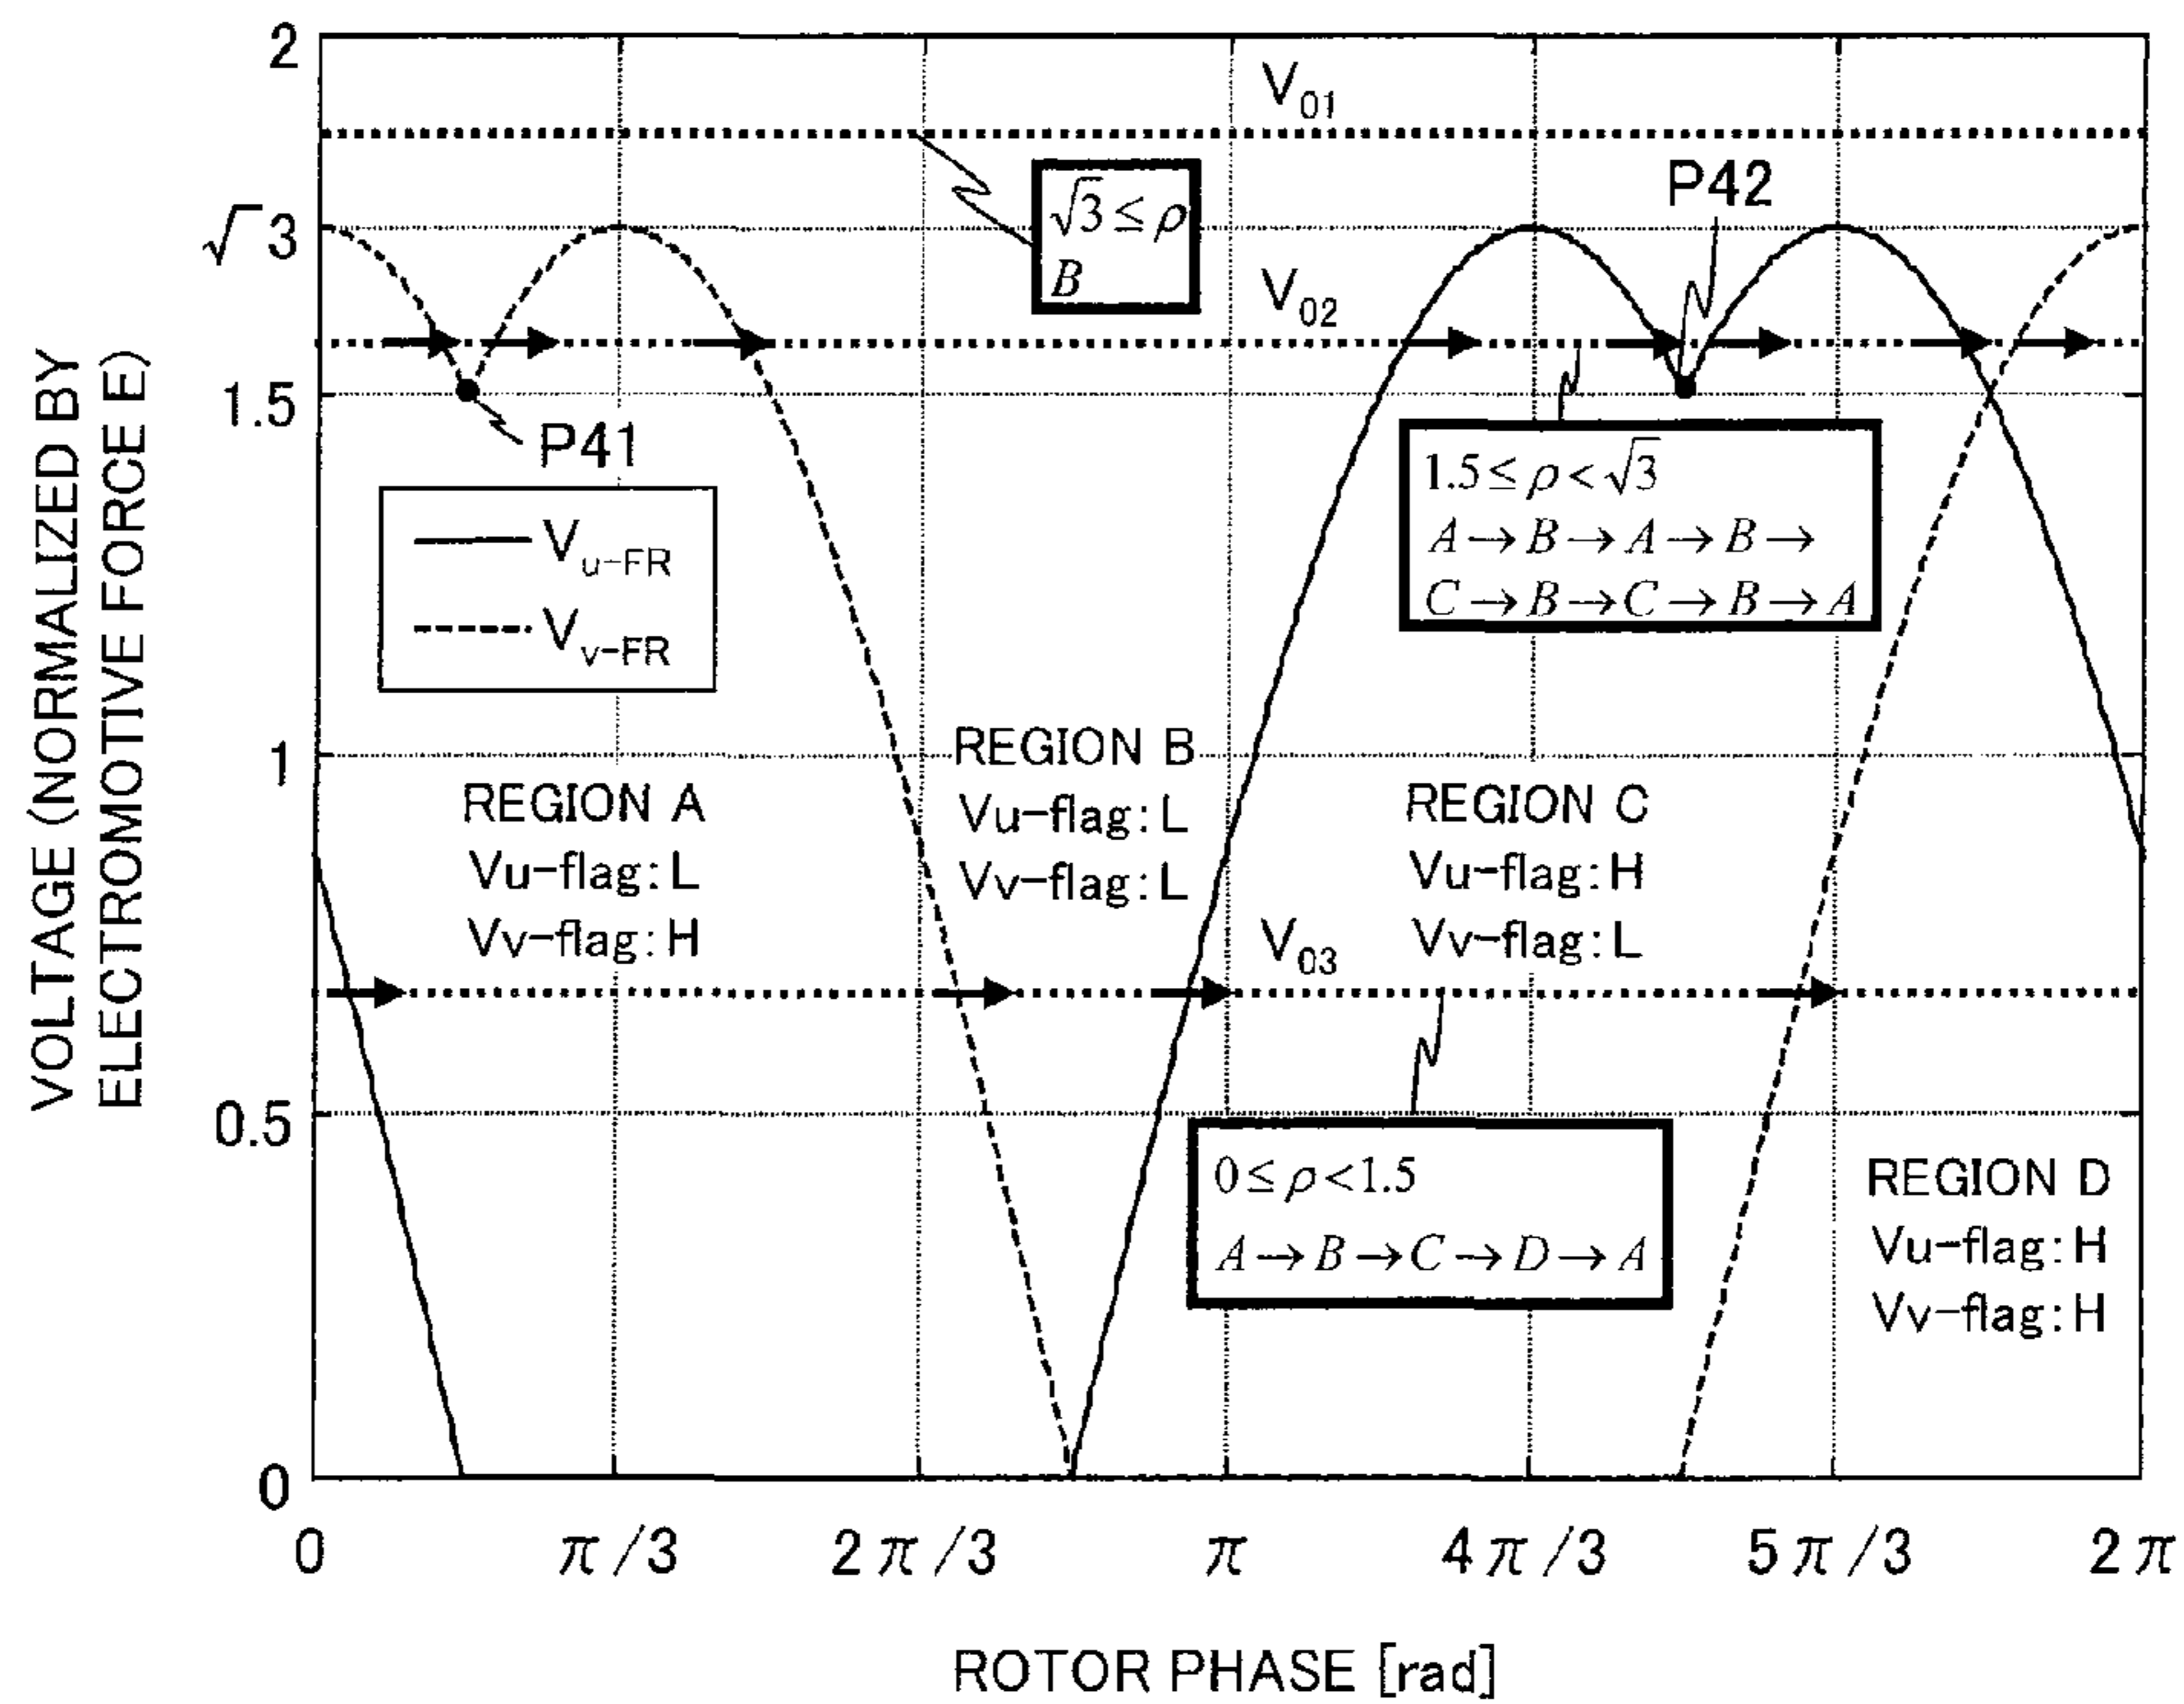 VOLTAGE (NORMALIZED BY
ELECTROMOTIVE FORCE E)
2
√3
1.5
1
0.5
0
V01
√3 ≤ ρ
B
P42
V02
P41
1.5 ≤ ρ < √3
A → B → A → B →
C → B → C → B → A
Vu-FR
Vv-FR
REGION A
Vu-flag: L
Vv-flag: H
REGION B
Vu-flag: L
Vv-flag: L
REGION C
Vu-flag: H
Vv-flag: L
V03
0 ≤ ρ < 1.5
A → B → C → D → A
REGION D
Vu-flag: H
Vv-flag: H
0
π/3
2π/3
π
4π/3
5π/3
2π
ROTOR PHASE [rad]